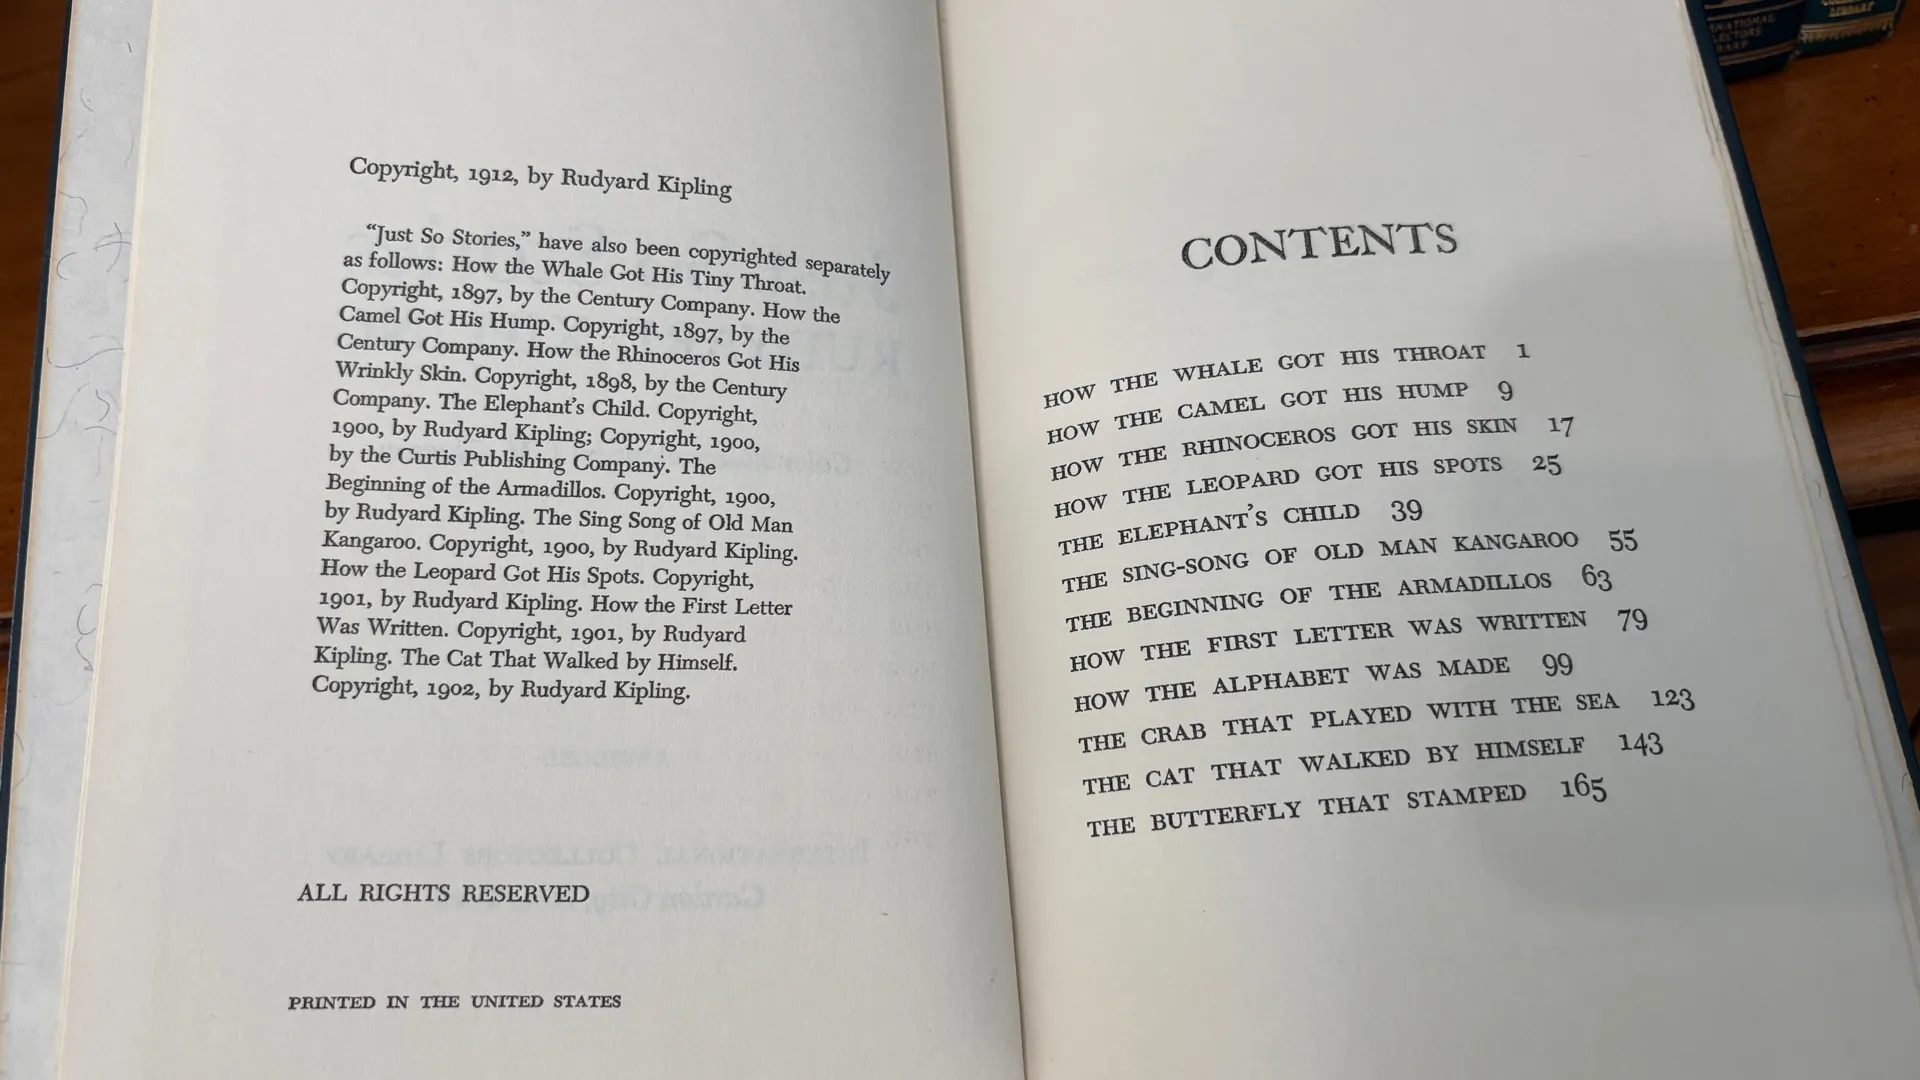 Copyright, 1912, by Rudyard Kipling
“Just So Stories,” have also been copyrighted separately
as follows: How the Whale Got His Tiny Throat.
Copyright, 1897, by the Century Company. How the
Camel Got His Hump. Copyright, 1897, by the
Century Company. How the Rhinoceros Got His
Wrinkly Skin. Copyright, 1898, by the Century
Company. The Elephant’s Child. Copyright,
1900, by Rudyard Kipling; Copyright, 1900,
by the Curtis Publishing Company. The
Beginning of the Armadillos. Copyright, 1900,
by Rudyard Kipling. The Sing Song of Old Man
Kangaroo. Copyright, 1900, by Rudyard Kipling.
How the Leopard Got His Spots. Copyright,
1901, by Rudyard Kipling. How the First Letter
Was Written. Copyright, 1901, by Rudyard
Kipling. The Cat That Walked by Himself.
Copyright, 1902, by Rudyard Kipling.
ALL RIGHTS RESERVED
PRINTED IN THE UNITED STATES
CONTENTS
HOW THE WHALE GOT HIS THROAT 1
HOW THE CAMEL GOT HIS HUMP 9
HOW THE RHINOCEROS GOT HIS SKIN 17
HOW THE LEOPARD GOT HIS SPOTS 25
THE ELEPHANT’S CHILD 39
THE SING-SONG OF OLD MAN KANGAROO 55
THE BEGINNING OF THE ARMADILLOS 63
HOW THE FIRST LETTER WAS WRITTEN 79
HOW THE ALPHABET WAS MADE 99
THE CRAB THAT PLAYED WITH THE SEA 123
THE CAT THAT WALKED BY HIMSELF 143
THE BUTTERFLY THAT STAMPED 165
LIBRARY